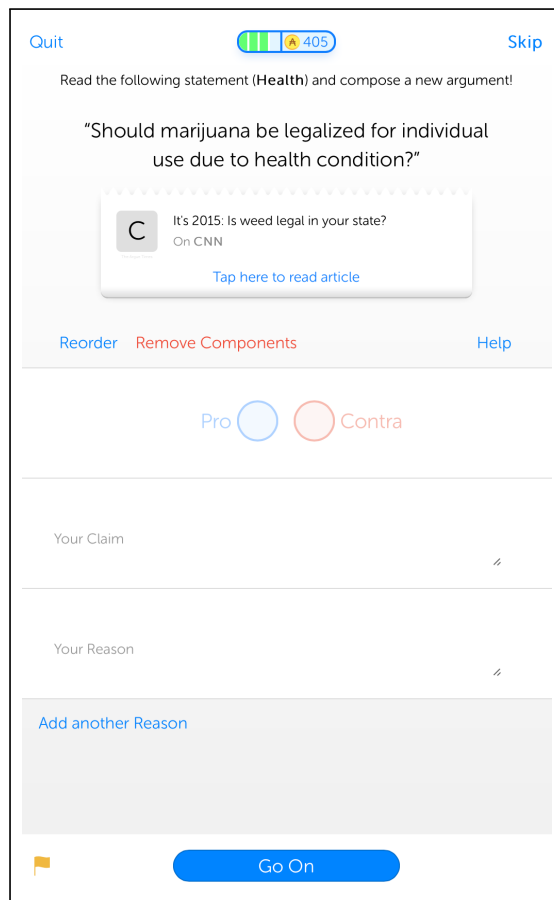 Quit
405
Skip
Read the following statement (Health) and compose a new argument!
“Should marijuana be legalized for individual
use due to health condition?”
C
It's 2015: Is weed legal in your state?
On CNN
Tap here to read article
Reorder
Remove Components
Help
Pro
Contra
Your Claim
Your Reason
Add another Reason
Go On